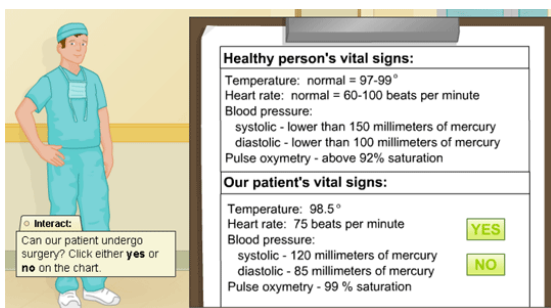 Healthy person's vital signs:
Temperature: normal = 97-99°
Heart rate: normal = 60-100 beats per minute
Blood pressure:
systolic - lower than 150 millimeters of mercury
diastolic - lower than 100 millimeters of mercury
Pulse oxymetry - above 92% saturation
Our patient's vital signs:
Temperature: 98.5°
Heart rate: 75 beats per minute
Blood pressure:
systolic - 120 millimeters of mercury
diastolic - 85 millimeters of mercury
Pulse oxymetry - 99 % saturation
YES
NO
Interact:
Can our patient undergo
surgery? Click either yes or
no on the chart.